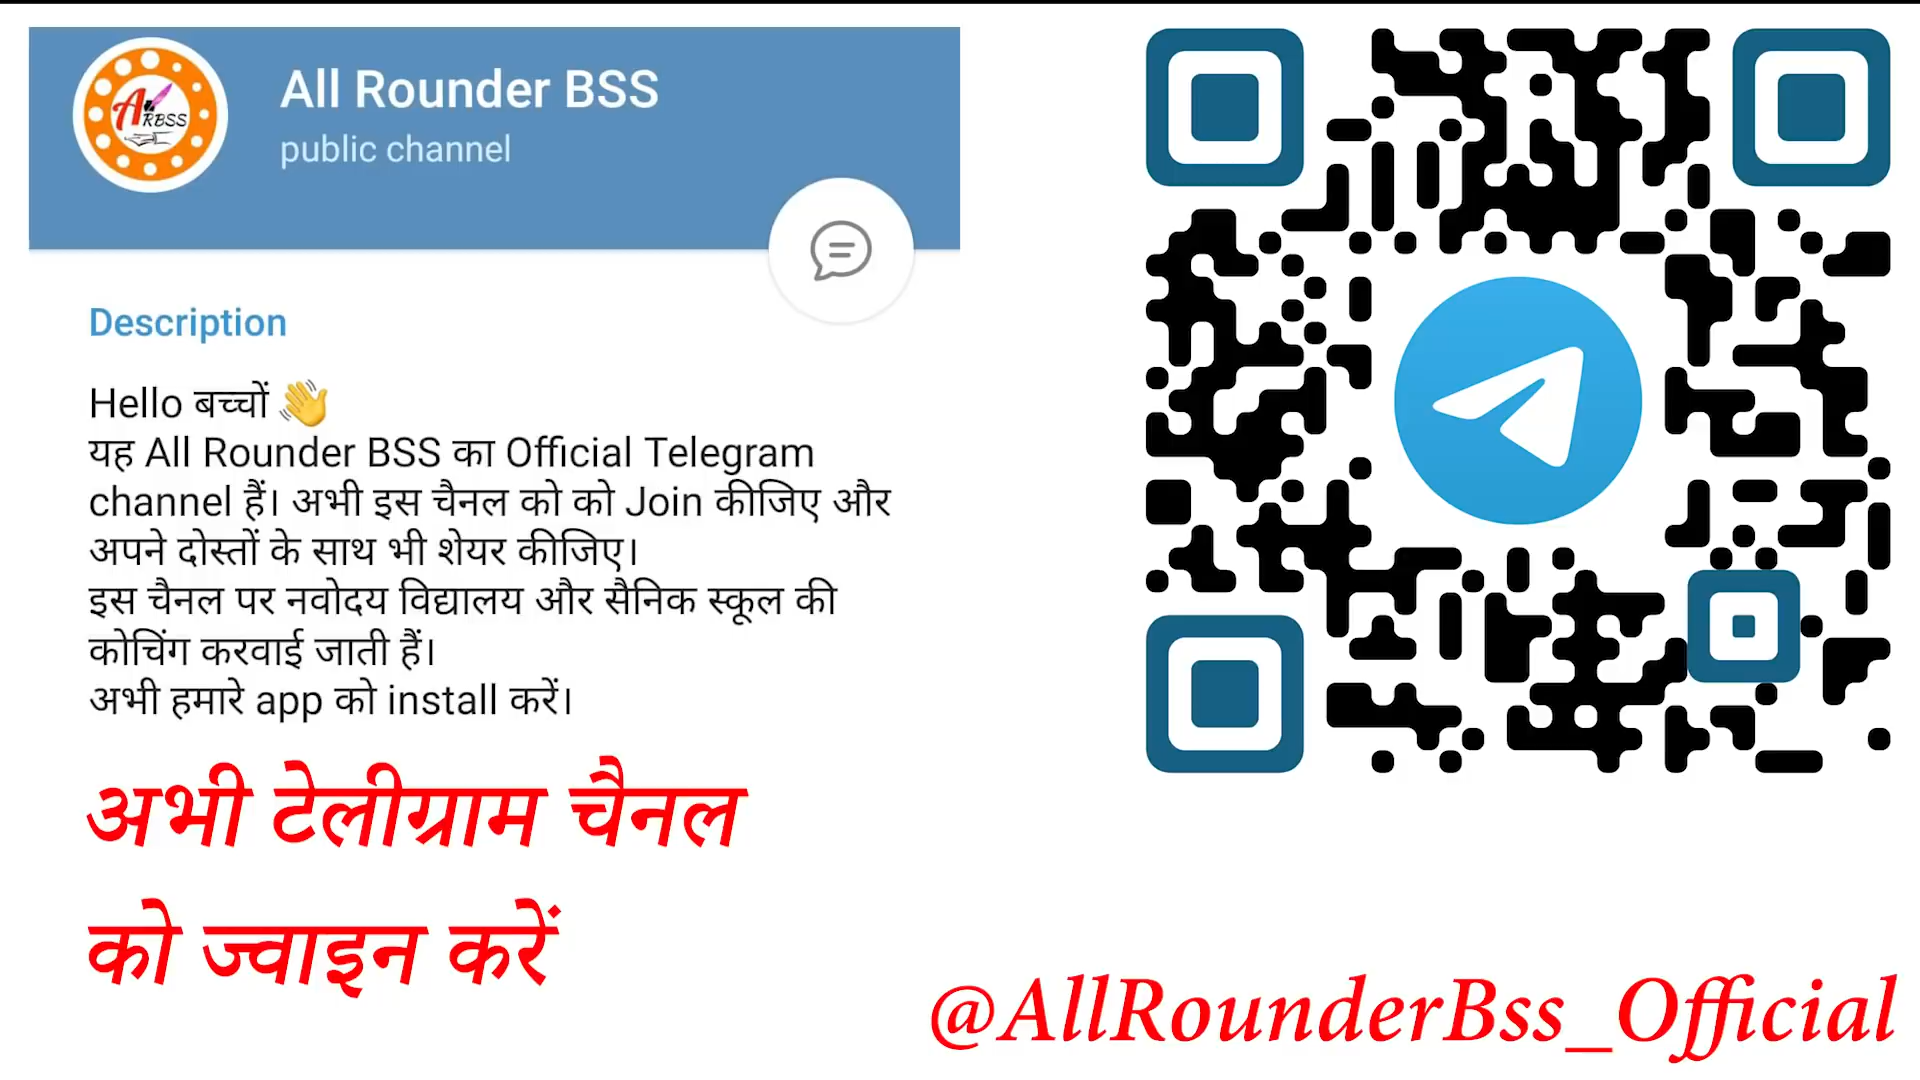 ARBSS
All Rounder BSS
public channel
Description
Hello बच्चों 👋
यह All Rounder BSS का Official Telegram
channel हैं। अभी इस चैनल को को Join कीजिए और
अपने दोस्तों के साथ भी शेयर कीजिए।
इस चैनल पर नवोदय विद्यालय और सैनिक स्कूल की
कोचिंग करवाई जाती हैं।
अभी हमारे app को install करें।
अभी टेलीग्राम चैनल
को ज्वाइन करें
@AllRounderBss_Official